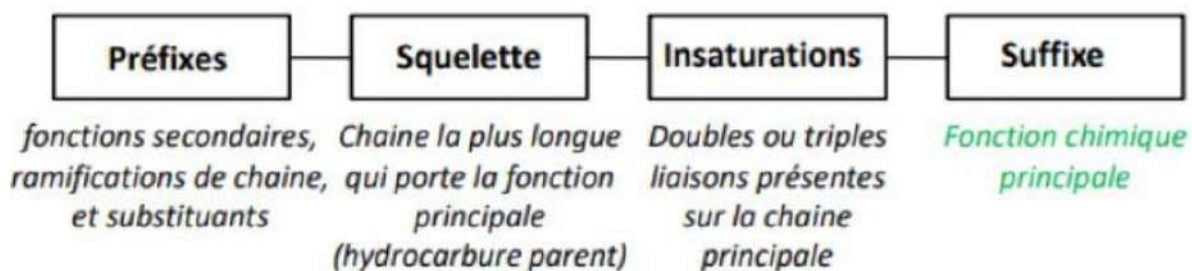 Préfixes
Squelette
Insaturations
Suffixe
fonctions secondaires,
ramifications de chaine,
et substituants
Chaine la plus longue
qui porte la fonction
principale
(hydrocarbure parent)
Doubles ou triples
liaisons présentes
sur la chaine
principale
Fonction chimique
principale